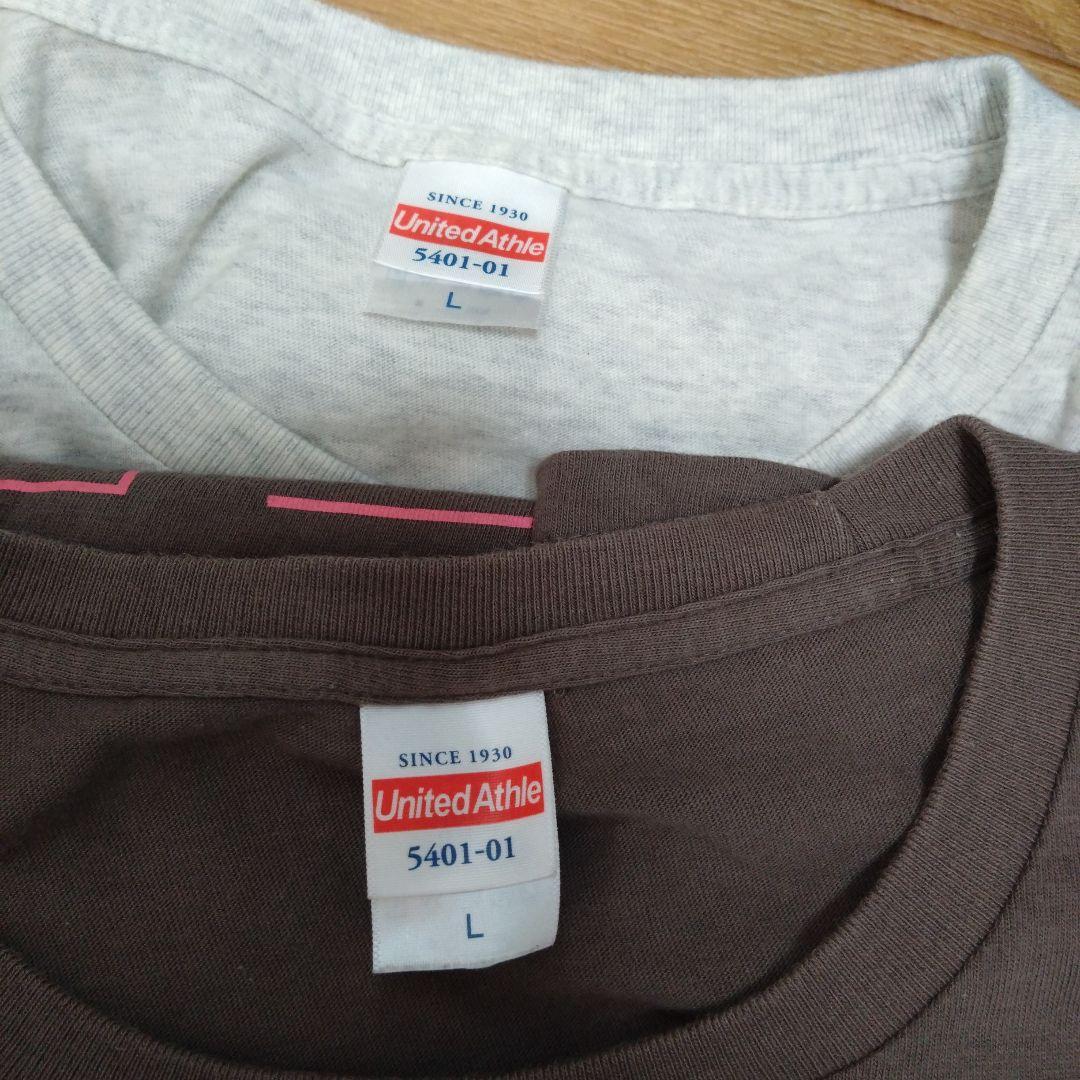 SINCE 1930
United Athle
5401-01
L
SINCE 1930
United Athle
5401-01
L